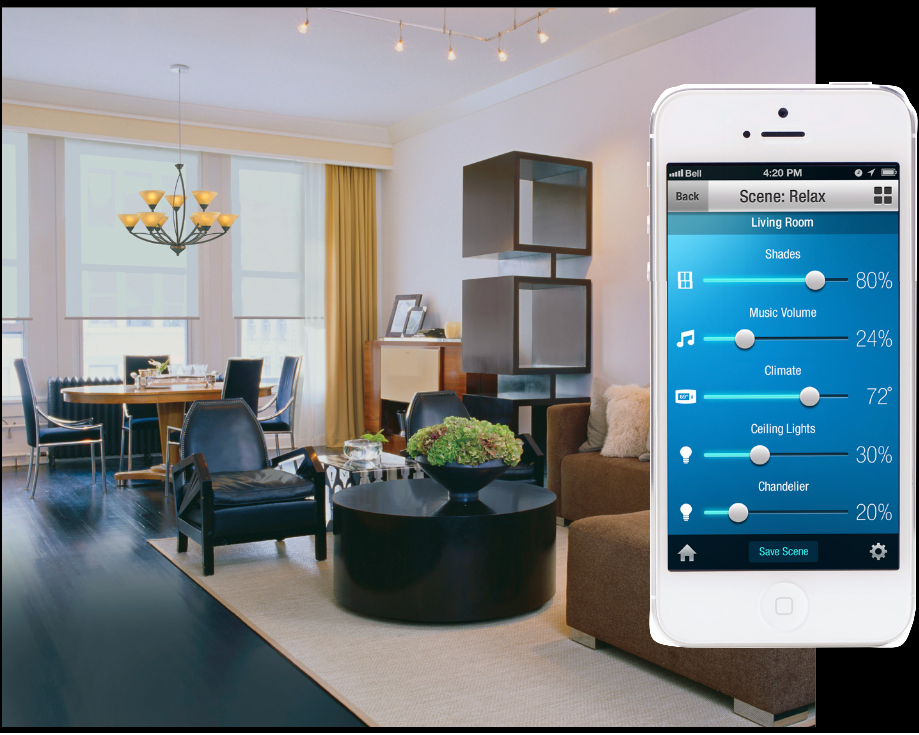 Bell 4:20 PM
Back Scene: Relax
Living Room
Shades
80%
Music Volume
24%
Climate
72°
Ceiling Lights
30%
Chandelier
20%
Save Scene